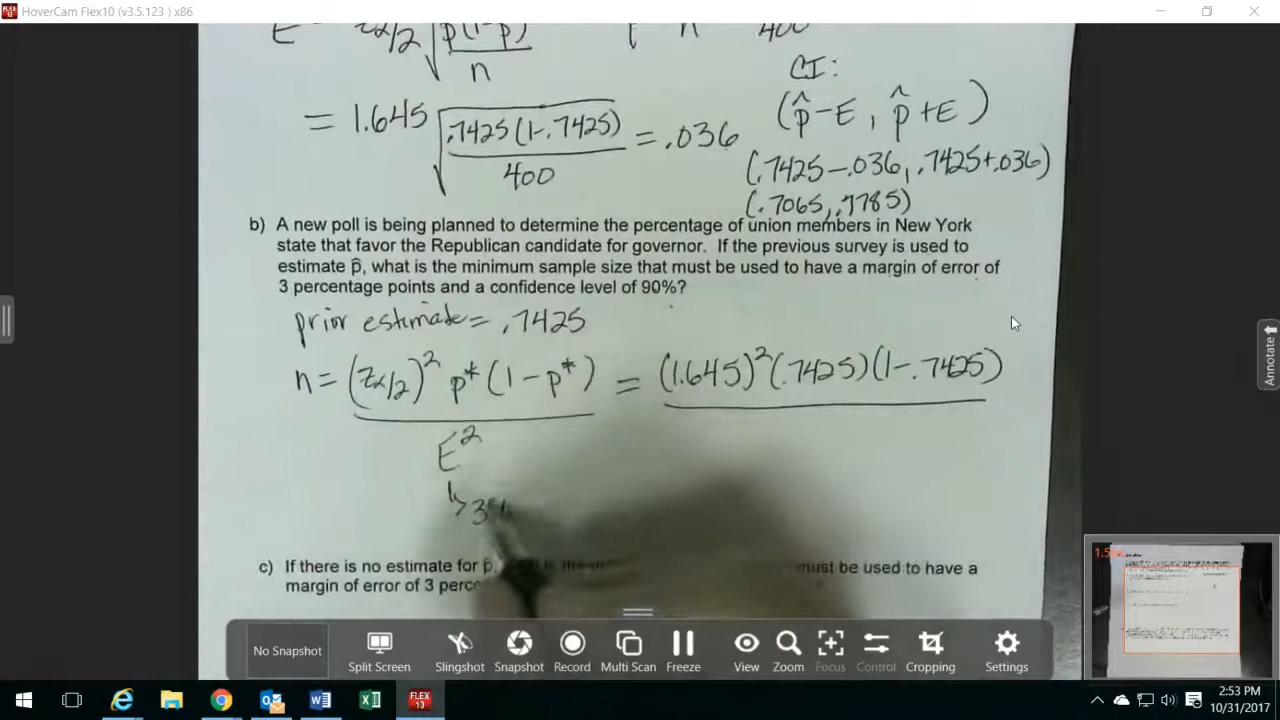 HoverCam Flex10 (v3.5.123 ) x86
n
= 1.645 √ .7425(1-.7425) / 400 = .036
CI:
(p̂-E, p̂+E)
(.7425-.036, .7425+.036)
(.7065, .7785)
b) A new poll is being planned to determine the percentage of union members in New York
state that favor the Republican candidate for governor. If the previous survey is used to
estimate p̂, what is the minimum sample size that must be used to have a margin of error of
3 percentage points and a confidence level of 90%?
prior estimate = .7425
n = (zα/2)² p*(1-p*) = (1.645)²(.7425)(1-.7425)
E²
↳ 3%
c) If there is no estimate for must be used to have a
margin of error of 3
Annotate
No Snapshot
Split Screen
Slingshot
Snapshot
Record
Multi Scan
Freeze
View
Zoom
Focus
Control
Cropping
Settings
2:53 PM
10/31/2017